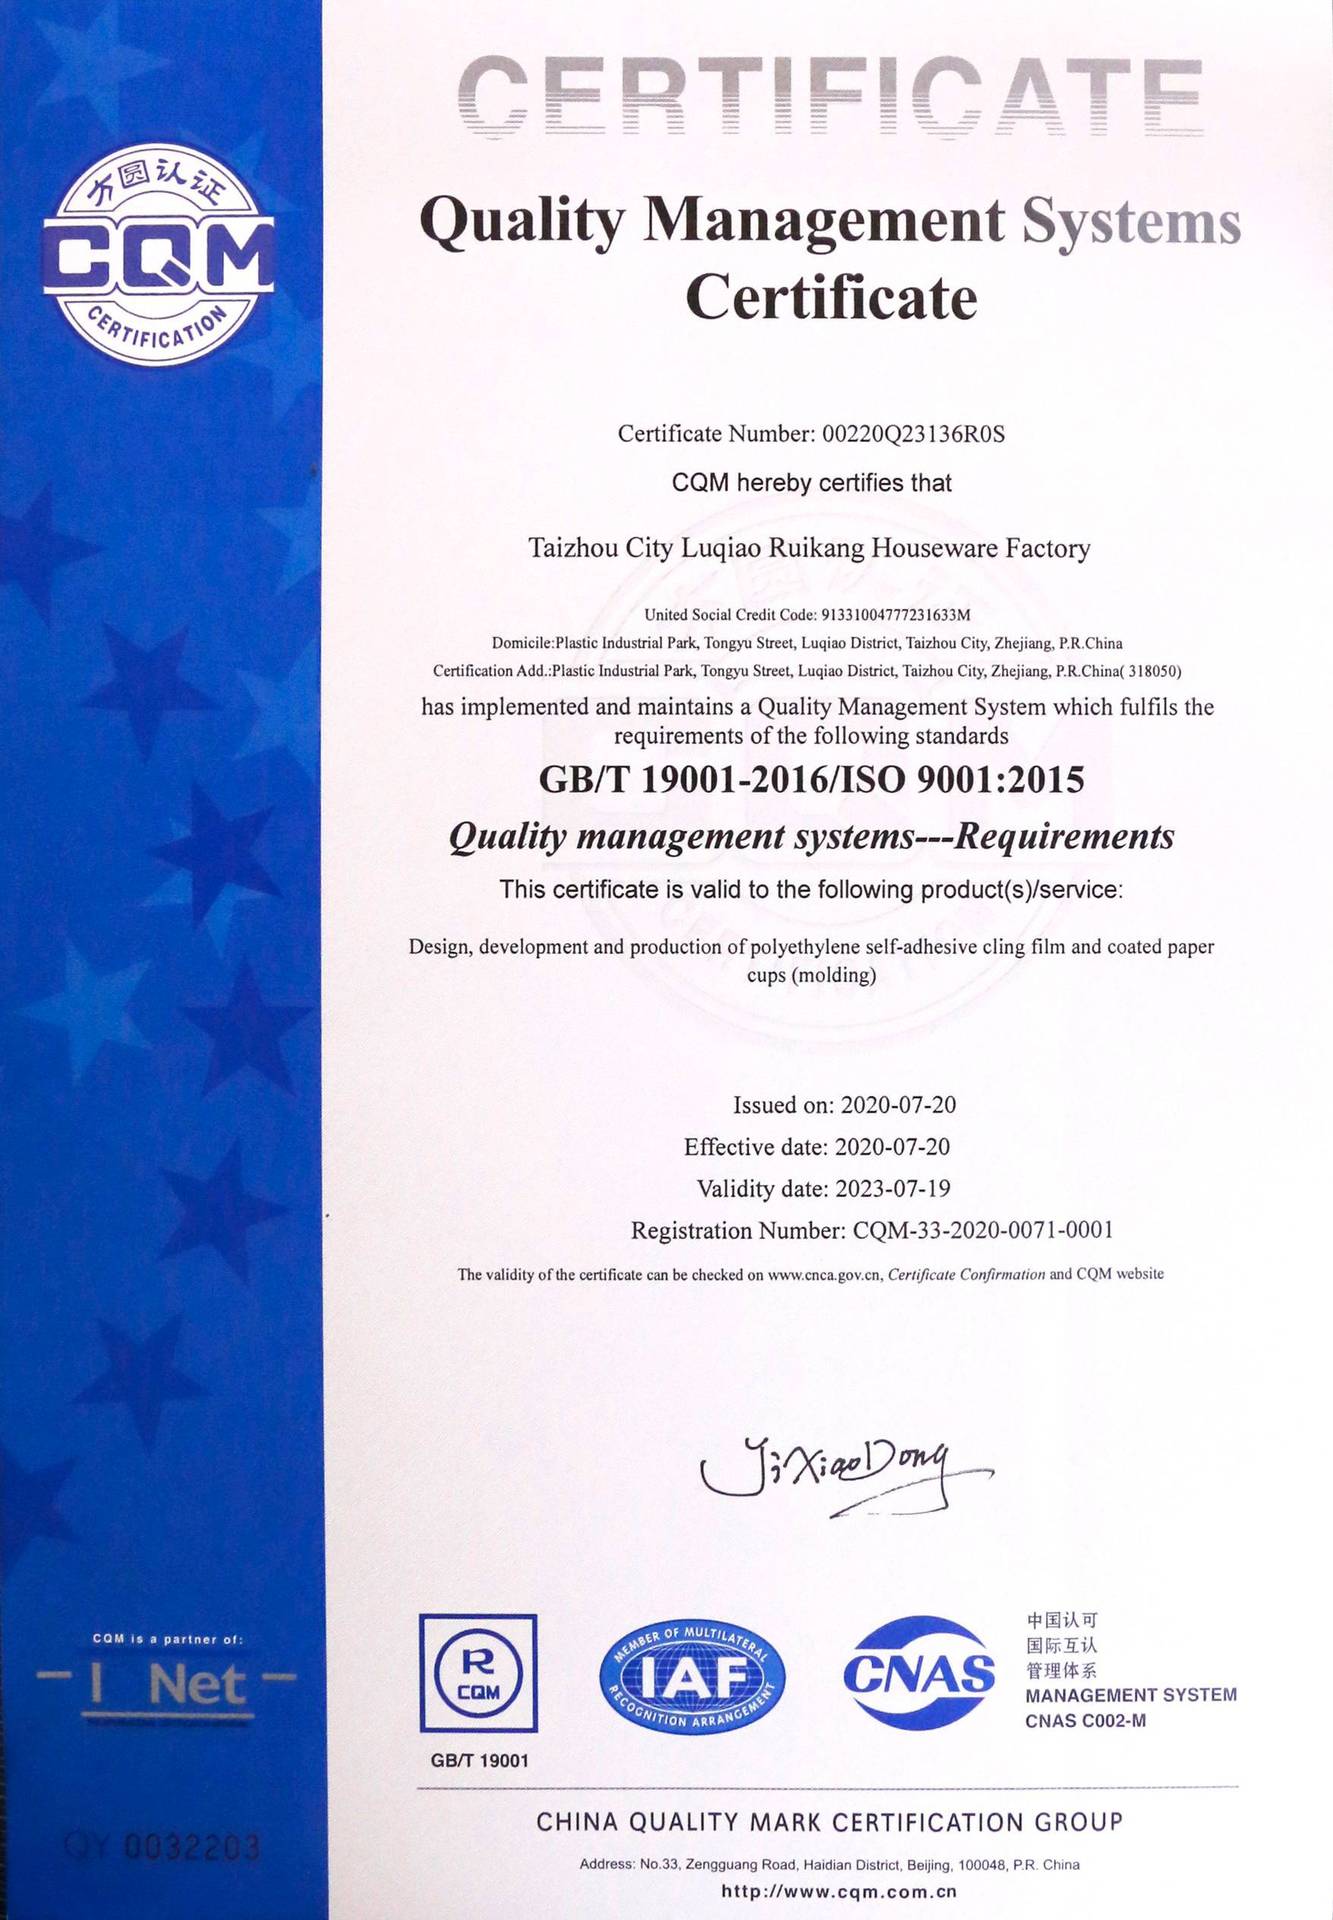 CERTIFICATE
方圆认证
CQM
CERTIFICATION
Quality Management Systems
Certificate
Certificate Number: 00220Q23136R0S
CQM hereby certifies that
Taizhou City Luqiao Ruikang Houseware Factory
United Social Credit Code: 91331004777231633M
Domicile:Plastic Industrial Park, Tongyu Street, Luqiao District, Taizhou City, Zhejiang, P.R.China
Certification Add.:Plastic Industrial Park, Tongyu Street, Luqiao District, Taizhou City, Zhejiang, P.R.China( 318050)
has implemented and maintains a Quality Management System which fulfils the
requirements of the following standards
GB/T 19001-2016/ISO 9001:2015
Quality management systems---Requirements
This certificate is valid to the following product(s)/service:
Design, development and production of polyethylene self-adhesive cling film and coated paper
cups (molding)
Issued on: 2020-07-20
Effective date: 2020-07-20
Validity date: 2023-07-19
Registration Number: CQM-33-2020-0071-0001
The validity of the certificate can be checked on www.cnca.gov.cn, Certificate Confirmation and CQM website
Yi XiaoDong
CQM is a partner of:
I Net
QY 0032203
R
CQM
GB/T 19001
MEMBER OF MULTILATERAL
IAF
RECOGNITION ARRANGEMENT
CNAS
中国认可
国际互认
管理体系
MANAGEMENT SYSTEM
CNAS C002-M
CHINA QUALITY MARK CERTIFICATION GROUP
Address: No.33, Zengguang Road, Haidian District, Beijing, 100048, P.R. China
http://www.cqm.com.cn